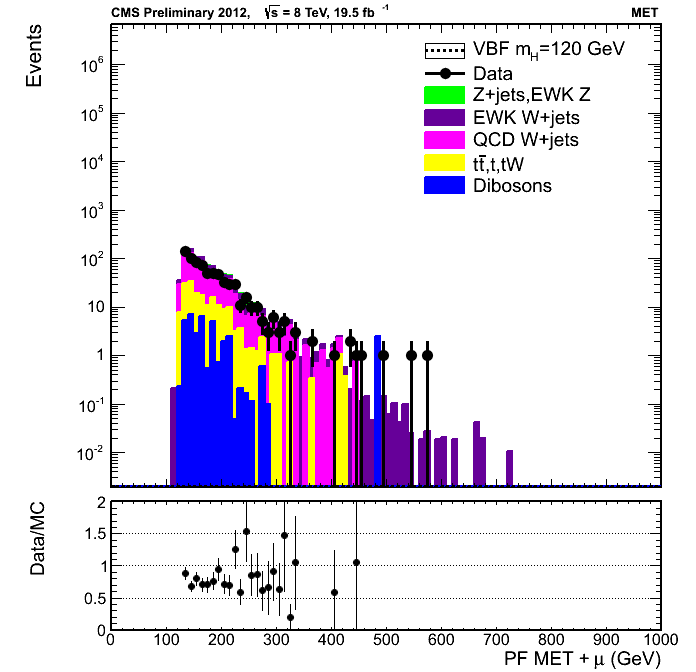 CMS Preliminary 2012, √s = 8 TeV, 19.5 fb⁻¹ MET
Events
10⁶
10⁵
10⁴
10³
10²
10
1
10⁻¹
10⁻²
VBF m_H=120 GeV
Data
Z+jets,EWK Z
EWK W+jets
QCD W+jets
tt̅,t,tW
Dibosons
Data/MC
2
1.5
1
0.5
0
0 100 200 300 400 500 600 700 800 900 1000
PF MET + μ (GeV)